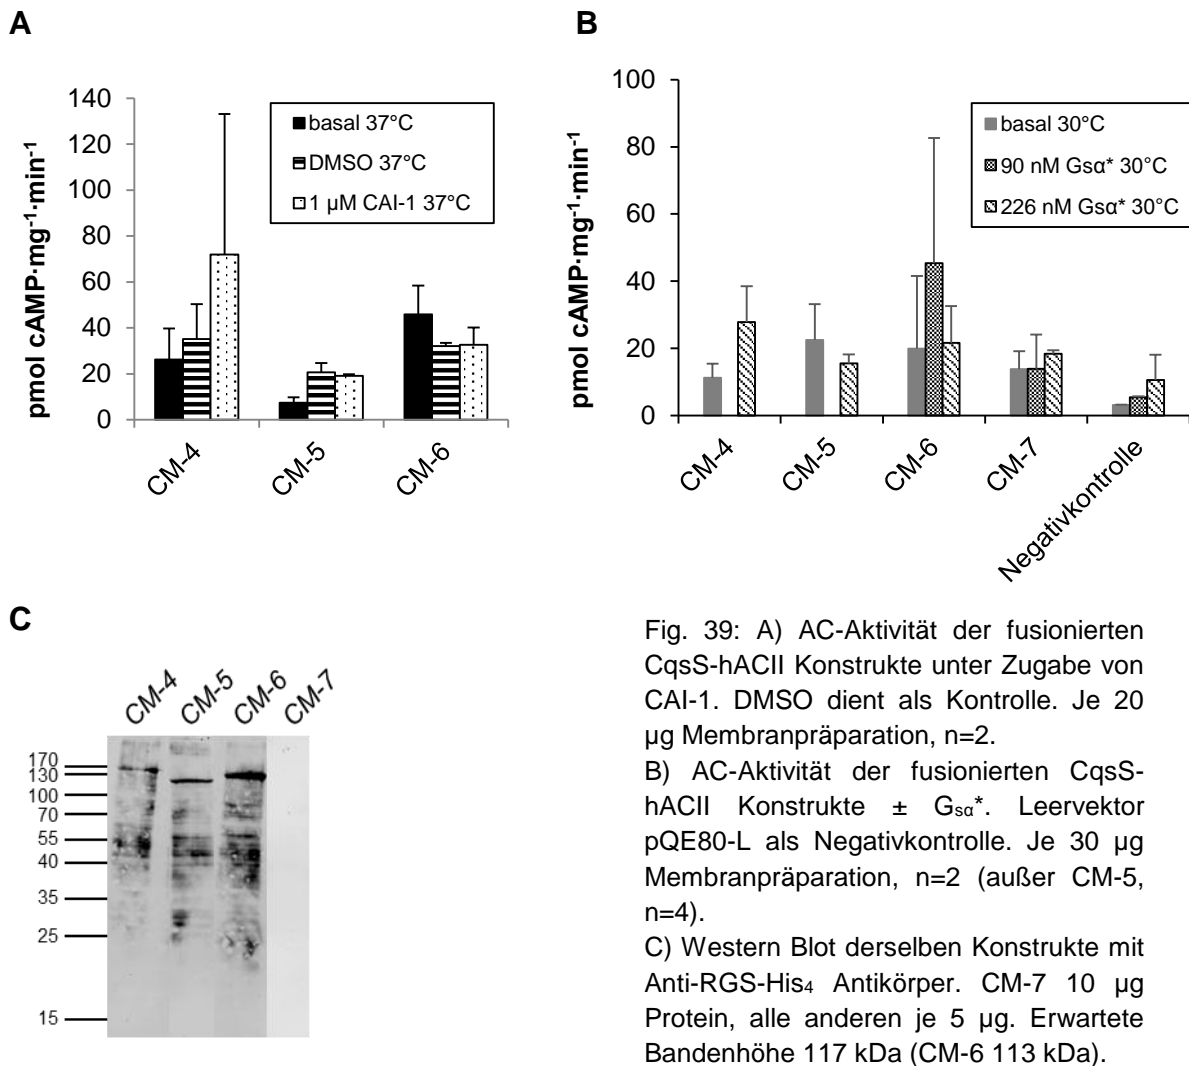 A
pmol cAMP·mg⁻¹·min⁻¹
140
120
100
80
60
40
20
0
basal 37°C
DMSO 37°C
1 µM CAI-1 37°C
CM-4
CM-5
CM-6
B
pmol cAMP·mg⁻¹·min⁻¹
100
80
60
40
20
0
basal 30°C
90 nM Gsα* 30°C
226 nM Gsα* 30°C
CM-4
CM-5
CM-6
CM-7
Negativkontrolle
C
CM-4
CM-5
CM-6
CM-7
170
130
100
70
55
40
35
25
15
Fig. 39: A) AC-Aktivität der fusionierten
CqsS-hACII Konstrukte unter Zugabe von
CAI-1. DMSO dient als Kontrolle. Je 20
µg Membranpräparation, n=2.
B) AC-Aktivität der fusionierten CqsS-
hACII Konstrukte ± Gsα*. Leervektor
pQE80-L als Negativkontrolle. Je 30 µg
Membranpräparation, n=2 (außer CM-5,
n=4).
C) Western Blot derselben Konstrukte mit
Anti-RGS-His₄ Antikörper. CM-7 10 µg
Protein, alle anderen je 5 µg. Erwartete
Bandenhöhe 117 kDa (CM-6 113 kDa).